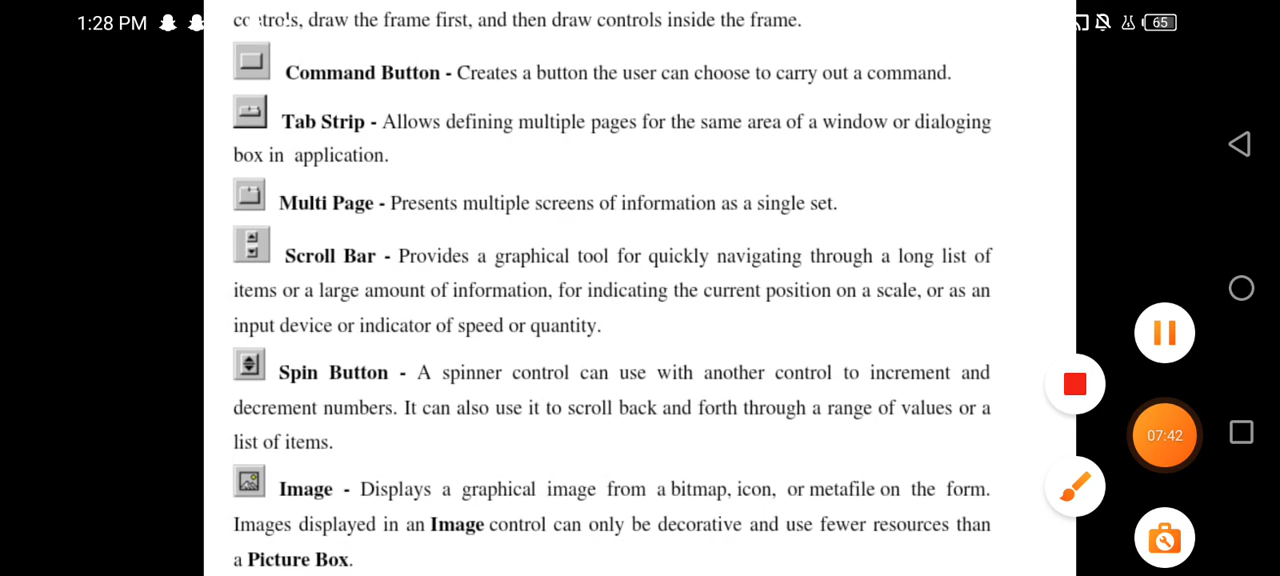 1:28 PM
65
controls, draw the frame first, and then draw controls inside the frame.
Command Button - Creates a button the user can choose to carry out a command.
Tab Strip - Allows defining multiple pages for the same area of a window or dialoging
box in application.
Multi Page - Presents multiple screens of information as a single set.
Scroll Bar - Provides a graphical tool for quickly navigating through a long list of
items or a large amount of information, for indicating the current position on a scale, or as an
input device or indicator of speed or quantity.
Spin Button - A spinner control can use with another control to increment and
decrement numbers. It can also use it to scroll back and forth through a range of values or a
list of items.
07:42
Image - Displays a graphical image from a bitmap, icon, or metafile on the form.
Images displayed in an Image control can only be decorative and use fewer resources than
a Picture Box.